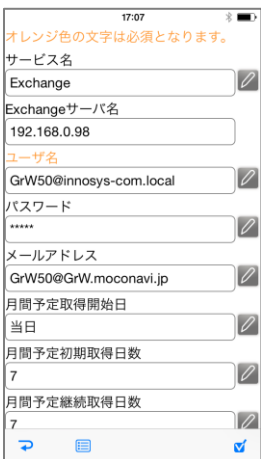 17:07
オレンジ色の文字は必須となります。
サービス名
Exchange
Exchangeサーバ名
192.168.0.98
ユーザ名
GrW50@innosys-com.local
パスワード
*****
メールアドレス
GrW50@GrW.moconavi.jp
月間予定取得開始日
当日
月間予定初期取得日数
7
月間予定継続取得日数
7